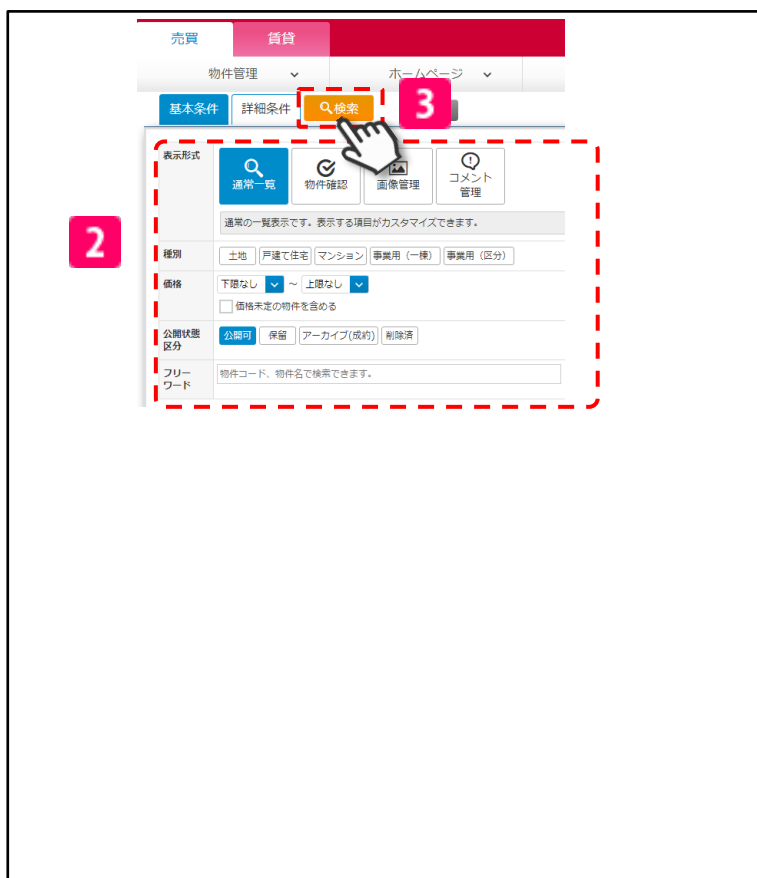 売買 賃貸
物件管理 ホームページ
基本条件 詳細条件 検索 3
表示形式
通常一覧 物件確認 画像管理 コメント
管理
通常の一覧表示です。表示する項目がカスタマイズできます。
2
種別 土地 戸建て住宅 マンション 事業用（一棟） 事業用（区分）
価格 下限なし ～ 上限なし
価格未定の物件を含める
公開状態
区分
公開可 保留 アーカイブ(成約) 削除済
フリー
ワード
物件コード、物件名で検索できます。